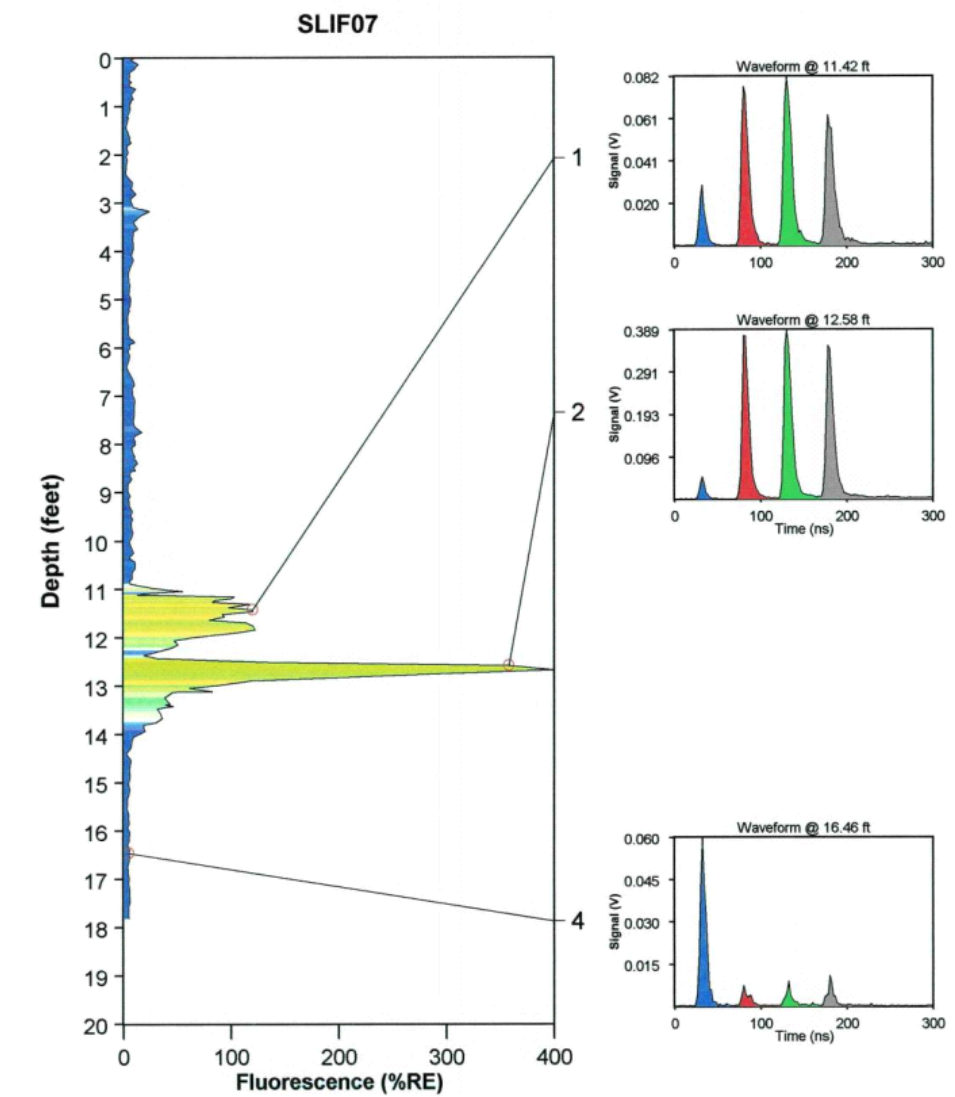 SLIF07
0
1
2
3
4
5
6
7
8
9
10
11
12
13
14
15
16
17
18
19
20
Depth (feet)
0 100 200 300 400
Fluorescence (%RE)
1
2
4
Waveform @ 11.42 ft
0.082
0.061
0.041
0.020
Signal (V)
0 100 200 300
Waveform @ 12.58 ft
0.389
0.291
0.193
0.096
Signal (V)
0 100 200 300
Time (ns)
Waveform @ 16.46 ft
0.060
0.045
0.030
0.015
Signal (V)
0 100 200 300
Time (ns)